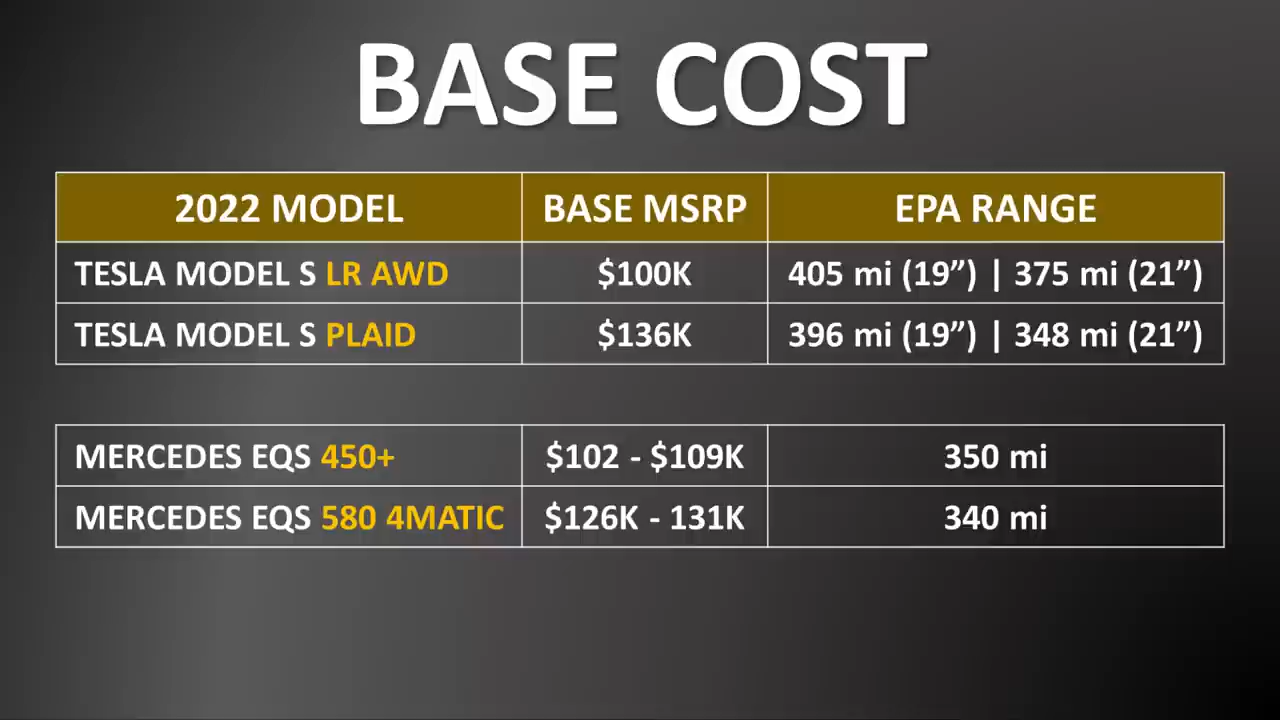 BASE COST
2022 MODEL BASE MSRP EPA RANGE
TESLA MODEL S LR AWD $100K 405 mi (19”) | 375 mi (21”)
TESLA MODEL S PLAID $136K 396 mi (19”) | 348 mi (21”)
MERCEDES EQS 450+ $102 - $109K 350 mi
MERCEDES EQS 580 4MATIC $126K - 131K 340 mi